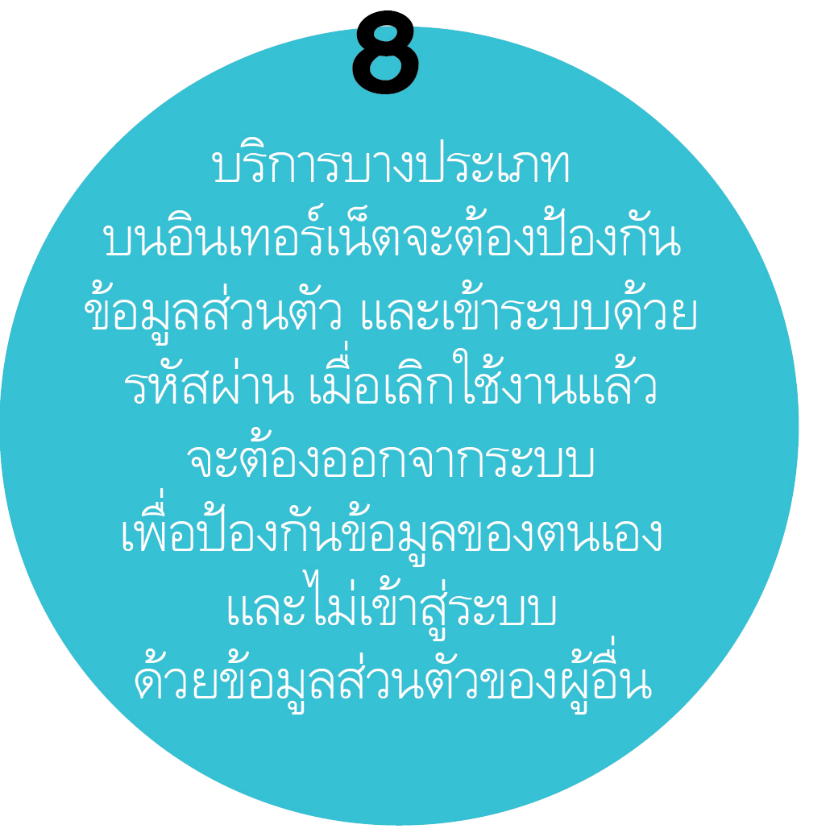 8
บริการบางประเภท
บนอินเทอร์เน็ตจะต้องป้องกัน
ข้อมูลส่วนตัว และเข้าระบบด้วย
รหัสผ่าน เมื่อเลิกใช้งานแล้ว
จะต้องออกจากระบบ
เพื่อป้องกันข้อมูลของตนเอง
และไม่เข้าสู่ระบบ
ด้วยข้อมูลส่วนตัวของผู้อื่น